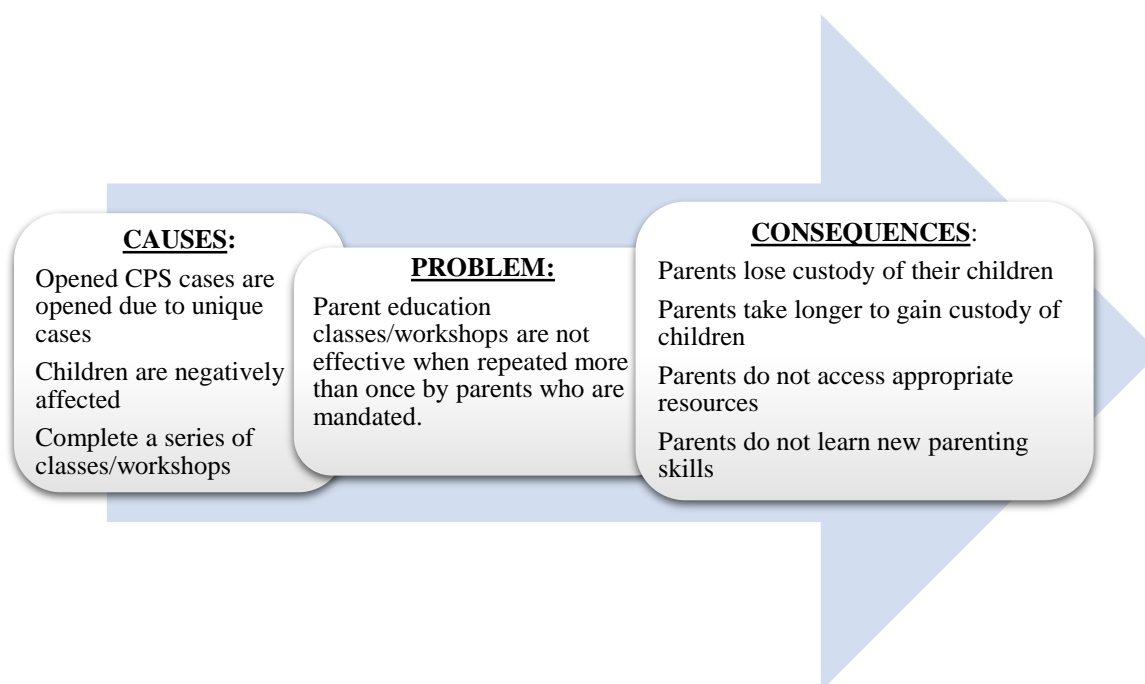 CAUSES:
Opened CPS cases are
opened due to unique
cases
Children are negatively
affected
Complete a series of
classes/workshops
PROBLEM:
Parent education
classes/workshops are not
effective when repeated more
than once by parents who are
mandated.
CONSEQUENCES:
Parents lose custody of their children
Parents take longer to gain custody of
children
Parents do not access appropriate
resources
Parents do not learn new parenting
skills